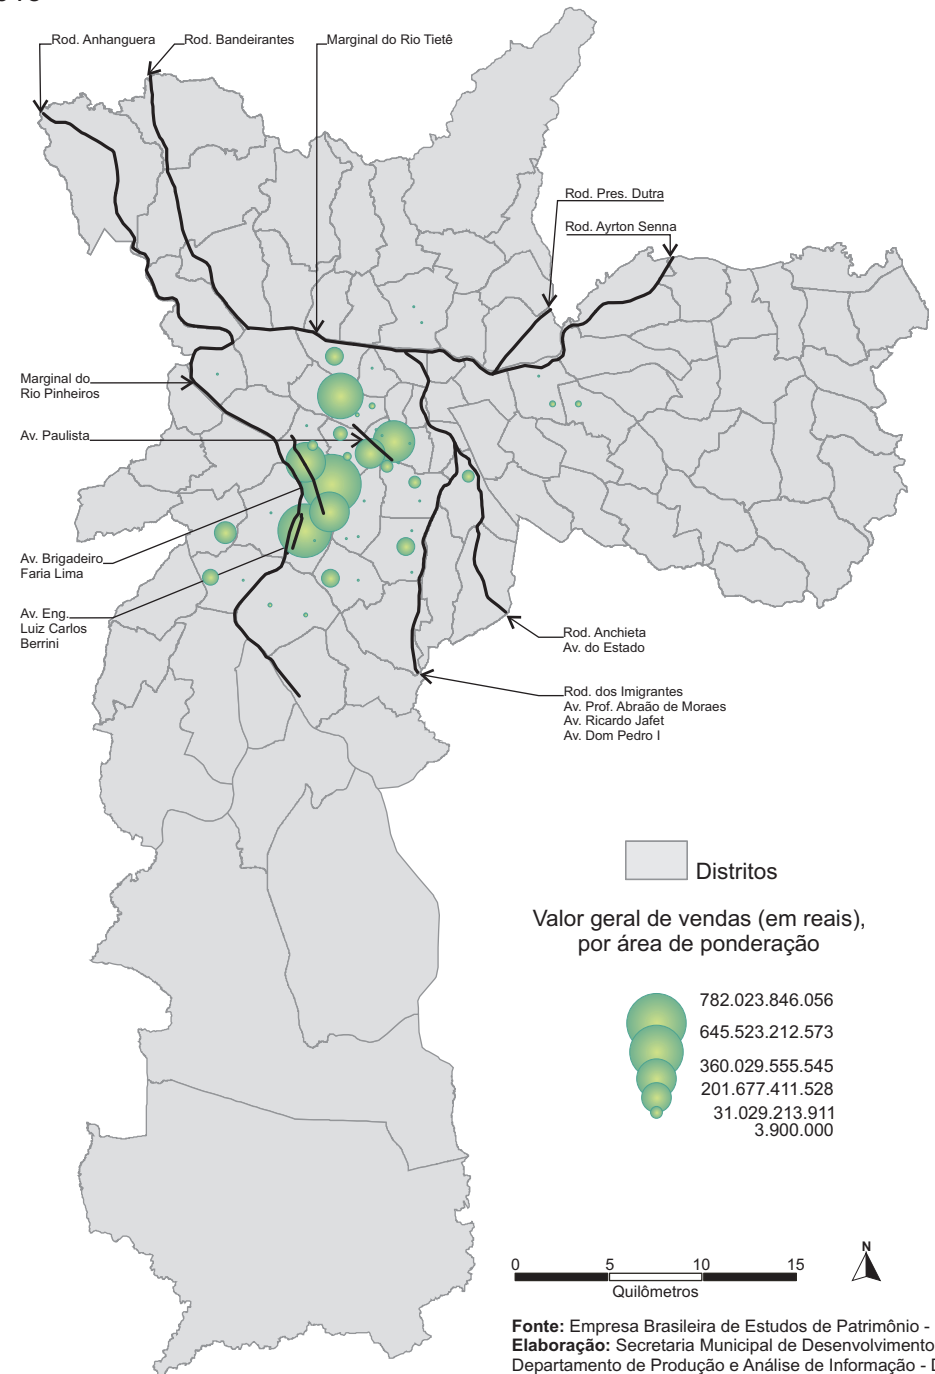 Rod. Anhanguera
Rod. Bandeirantes
Marginal do Rio Tietê
Rod. Pres. Dutra
Rod. Ayrton Senna
Marginal do
Rio Pinheiros
Av. Paulista
Av. Brigadeiro
Faria Lima
Av. Eng.
Luiz Carlos
Berrini
Rod. Anchieta
Av. do Estado
Rod. dos Imigrantes
Av. Prof. Abraão de Moraes
Av. Ricardo Jafet
Av. Dom Pedro I
Distritos
Valor geral de vendas (em reais),
por área de ponderação
782.023.846.056
645.523.212.573
360.029.555.545
201.677.411.528
31.029.213.911
3.900.000
0 5 10 15
Quilômetros
N
Fonte: Empresa Brasileira de Estudos de Patrimônio -
Elaboração: Secretaria Municipal de Desenvolvimento
Departamento de Produção e Análise de Informação - D